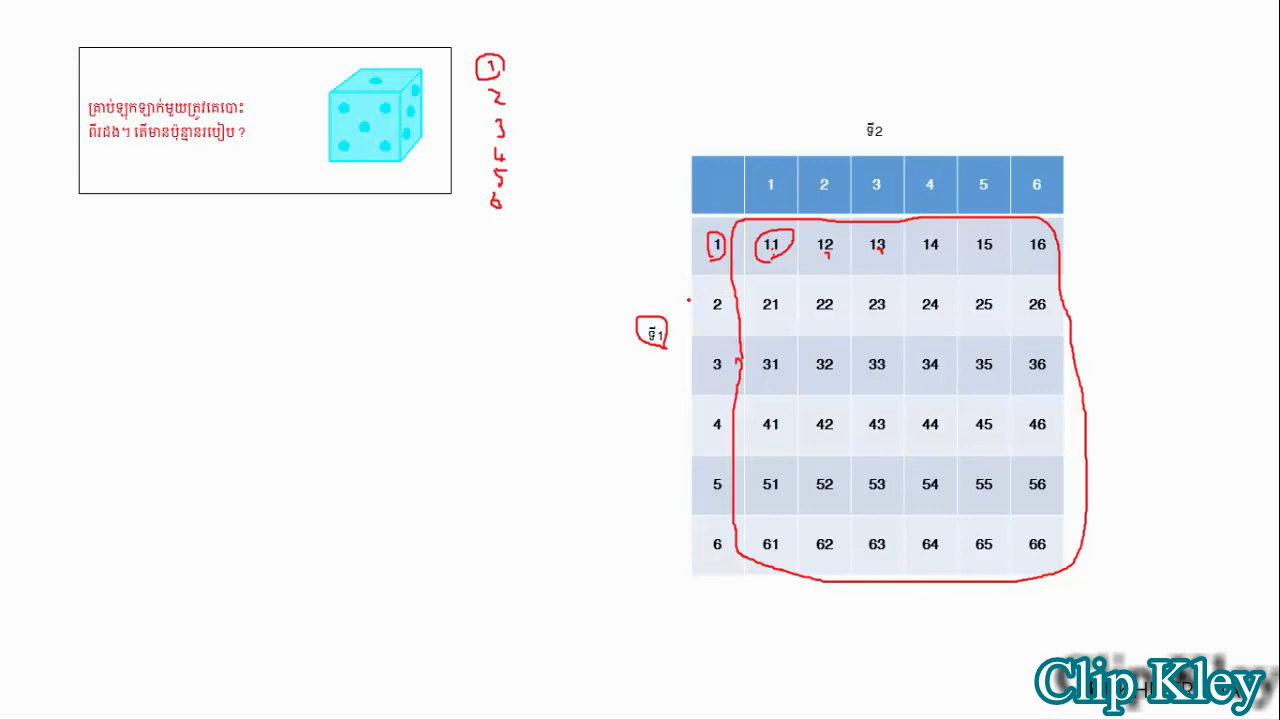 គ្រាប់ឡុកឡាក់មួយត្រូវគេបោះ
ពីរដង។ តើមានប៉ុន្មានរបៀប ?
1
2
3
4
5
6
ទី2
1 2 3 4 5 6
1 11 12 13 14 15 16
2 21 22 23 24 25 26
ទី1
3 31 32 33 34 35 36
4 41 42 43 44 45 46
5 51 52 53 54 55 56
6 61 62 63 64 65 66
Clip Kley